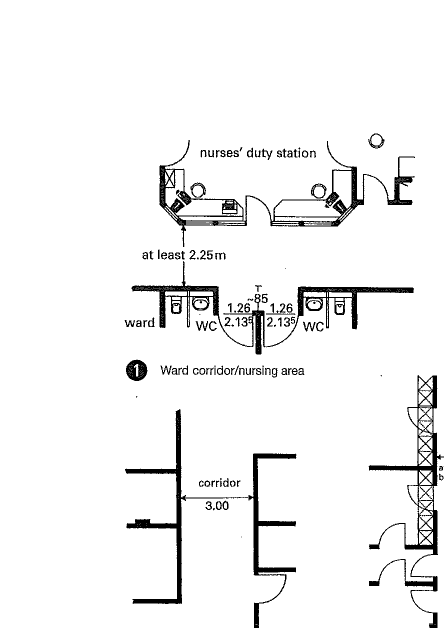 nurses' duty station
at least 2.25 m
~85
1.26 1.26
2.13⁵ 2.13⁵
ward WC WC
1 Ward corridor/nursing area
corridor
3.00
a
b